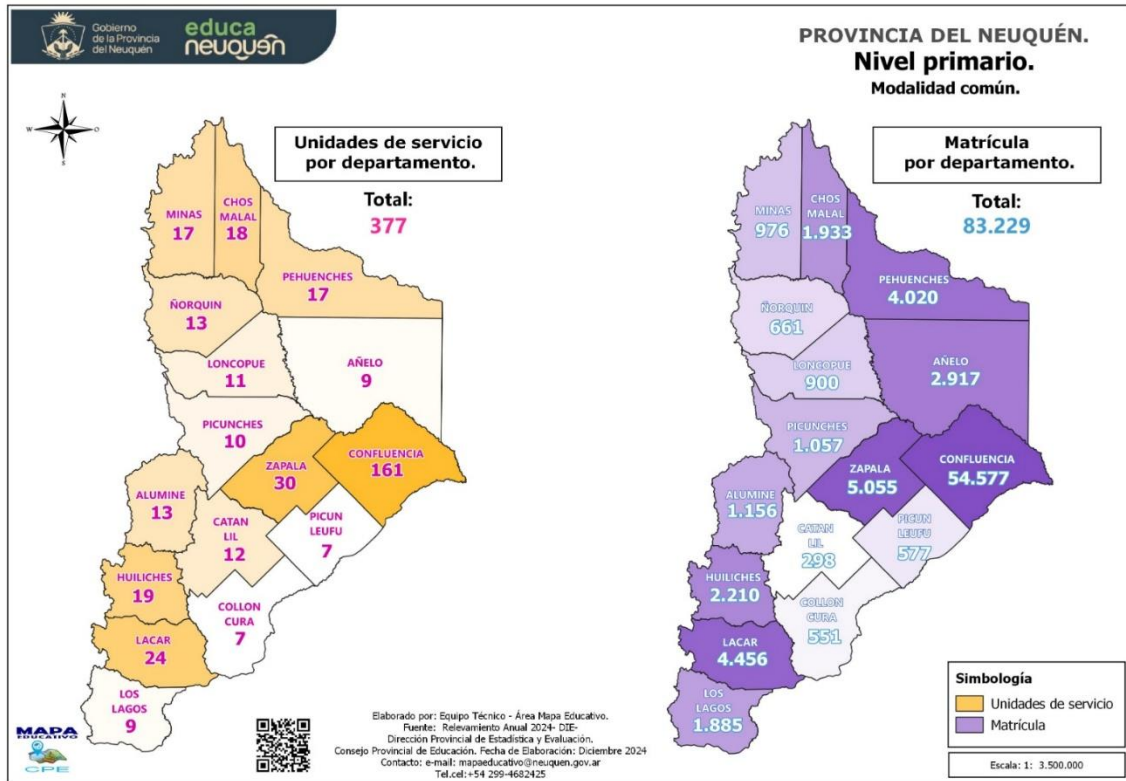 Gobierno
de la Provincia
del Neuquén
educa
neuquén
PROVINCIA DEL NEUQUÉN.
Nivel primario.
Modalidad común.
N
W
O
S
Unidades de servicio
por departamento.
Total:
377
MINAS
17
CHOS
MALAL
18
PEHUENCHES
17
ÑORQUIN
13
LONCOPUE
11
AÑELO
9
PICUNCHES
10
ZAPALA
30
CONFLUENCIA
161
ALUMINE
13
CATAN
LIL
12
PICUN
LEUFU
7
HUILICHES
19
COLLON
CURA
7
LACAR
24
LOS
LAGOS
9
Matrícula
por departamento.
Total:
83.229
MINAS
976
CHOS
MALAL
1.933
PEHUENCHES
4.020
ÑORQUIN
661
LONCOPUE
900
AÑELO
2.917
PICUNCHES
1.057
ZAPALA
5.055
CONFLUENCIA
54.577
ALUMINE
1.156
CATAN
LIL
298
PICUN
LEUFU
577
HUILICHES
2.210
COLLON
CURA
551
LACAR
4.456
LOS
LAGOS
1.885
MAPA
EDUCATIVO
CPE
Elaborado por: Equipo Técnico - Área Mapa Educativo.
Fuente: Relevamiento Anual 2024- DIE-
Dirección Provincial de Estadística y Evaluación.
Consejo Provincial de Educación. Fecha de Elaboración: Diciembre 2024
Contacto: e-mail: mapaeducativo@neuquen.gov.ar
Tel.cel:+54 299-4682425
Simbología
Unidades de servicio
Matrícula
Escala: 1: 3.500.000